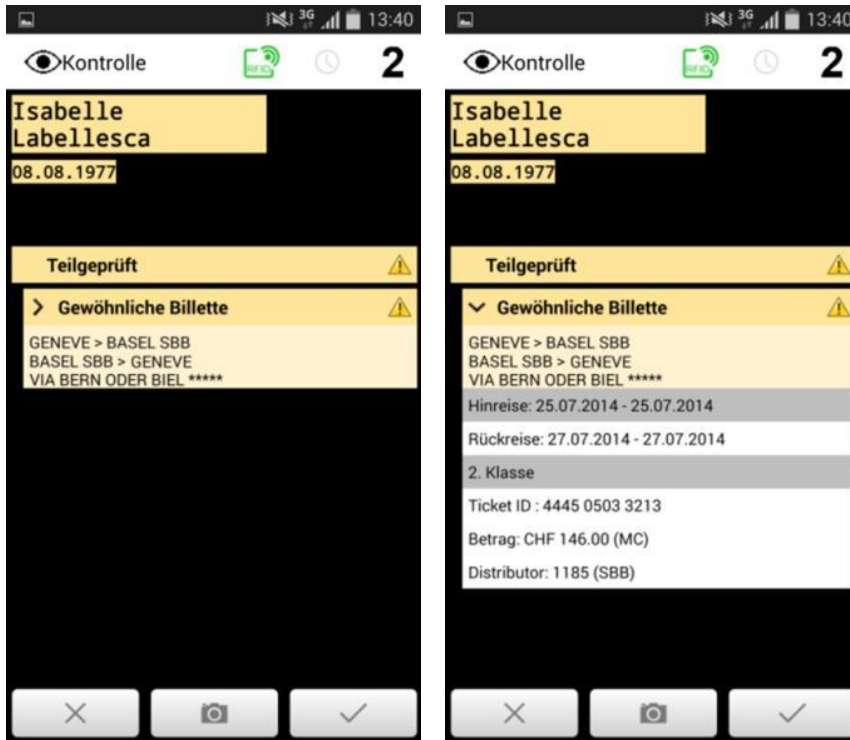 3G 13:40
Kontrolle RFID 2
Isabelle
Labellesca
08.08.1977
Teilgeprüft
Gewöhnliche Billette
GENEVE > BASEL SBB
BASEL SBB > GENEVE
VIA BERN ODER BIEL *****
3G 13:40
Kontrolle RFID 2
Isabelle
Labellesca
08.08.1977
Teilgeprüft
Gewöhnliche Billette
GENEVE > BASEL SBB
BASEL SBB > GENEVE
VIA BERN ODER BIEL *****
Hinreise: 25.07.2014 - 25.07.2014
Rückreise: 27.07.2014 - 27.07.2014
2. Klasse
Ticket ID : 4445 0503 3213
Betrag: CHF 146.00 (MC)
Distributor: 1185 (SBB)